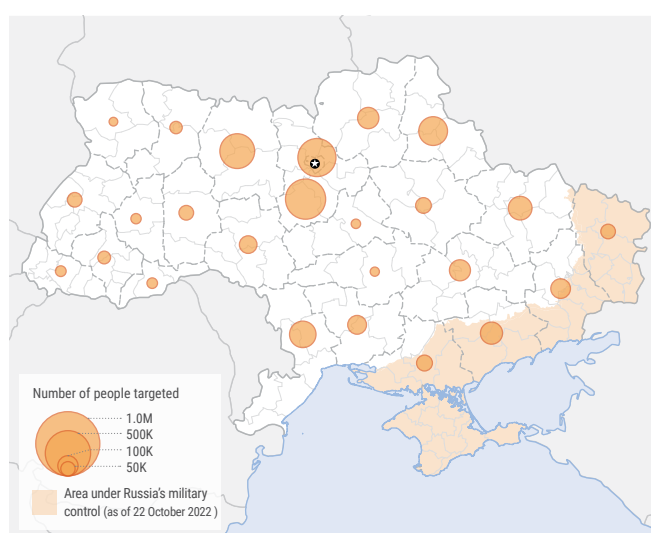 Number of people targeted
1.0M
500K
100K
50K
Area under Russia's military
control (as of 22 October 2022 )